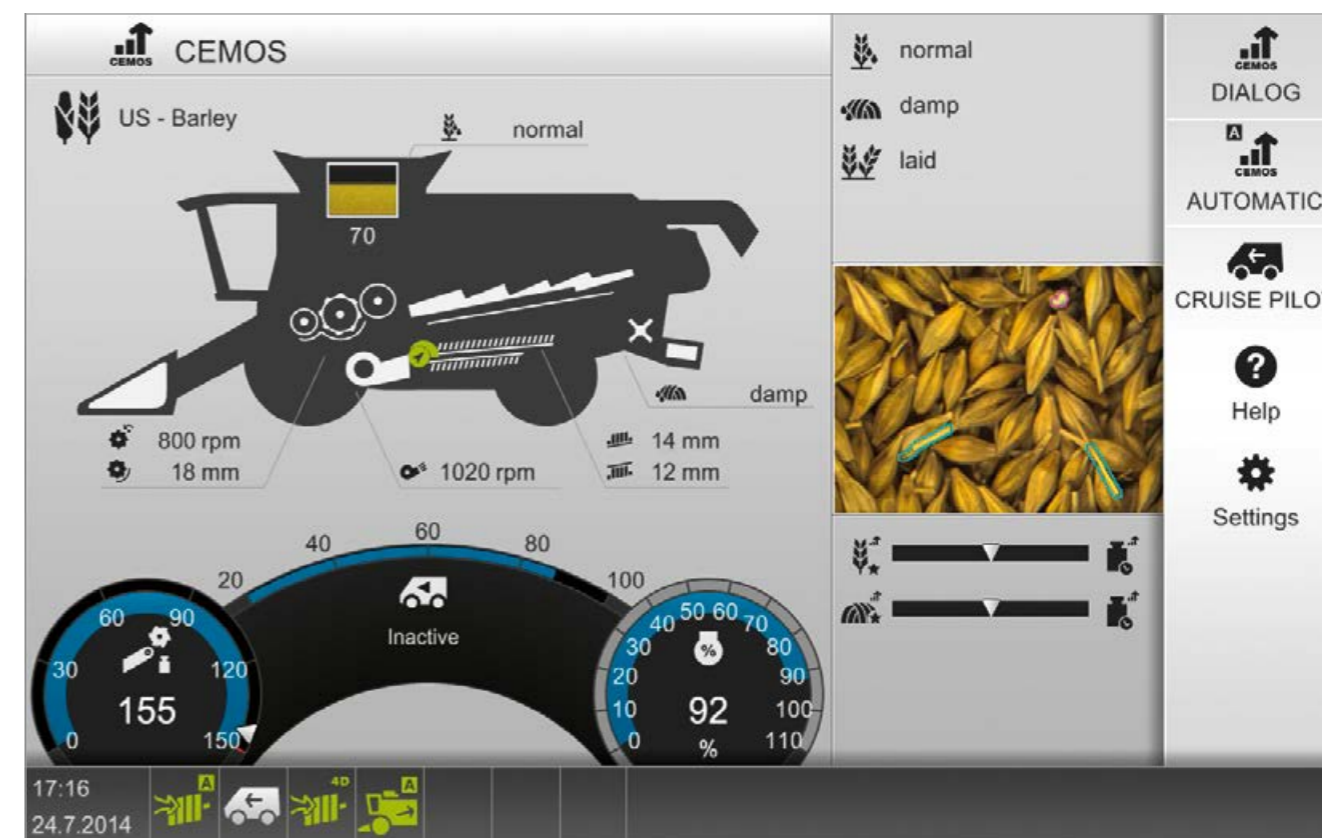 CEMOS CEMOS
US - Barley
normal
70
damp
800 rpm
18 mm
1020 rpm
14 mm
12 mm
20 40 60 80 100
Inactive
0 30 60 90 120 150
155
0 10 20 30 40 50 60 70 80 90 100 110
%
92
%
normal
damp
laid
CEMOS
DIALOG
A
CEMOS
AUTOMATIC
CRUISE PILO
?
Help
Settings
17:16
24.7.2014
A
4D
A